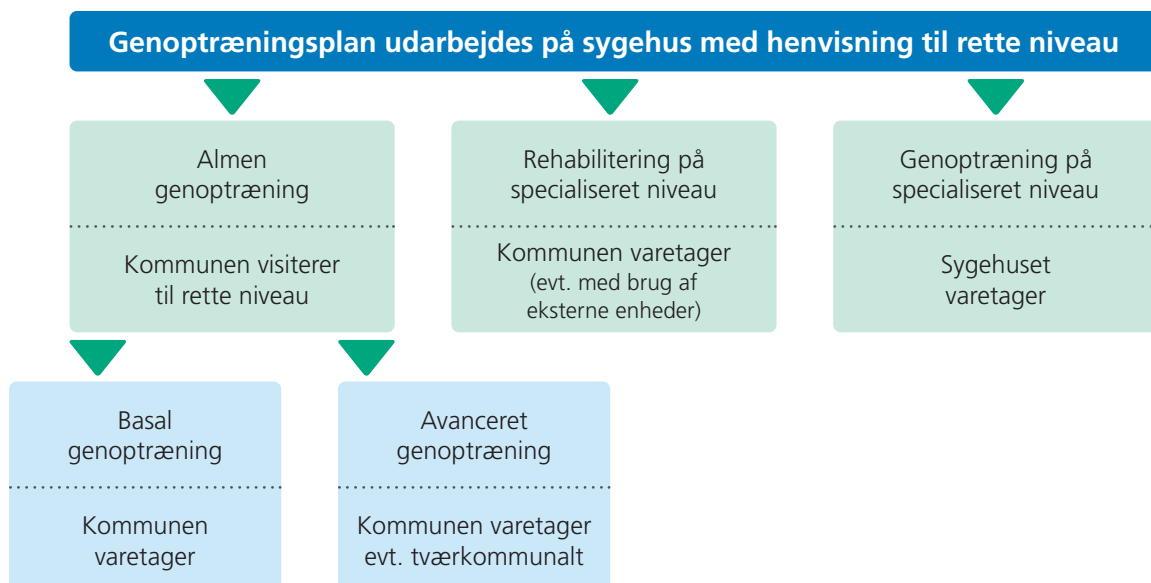 Genoptræningsplan udarbejdes på sygehus med henvisning til rette niveau
Almen
genoptræning
Kommunen visiterer
til rette niveau
Rehabilitering på
specialiseret niveau
Kommunen varetager
(evt. med brug af
eksterne enheder)
Genoptræning på
specialiseret niveau
Sygehuset
varetager
Basal
genoptræning
Kommunen
varetager
Avanceret
genoptræning
Kommunen varetager
evt. tværkommunalt